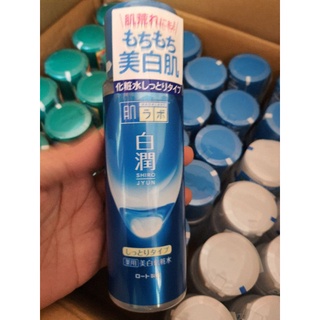 肌荒れに
もちもち
美白肌
化粧水しっとりタイプ
肌ラボ
白潤
SHIRO
JYUN
しっとりタイプ
薬用 美白化粧水
ロート